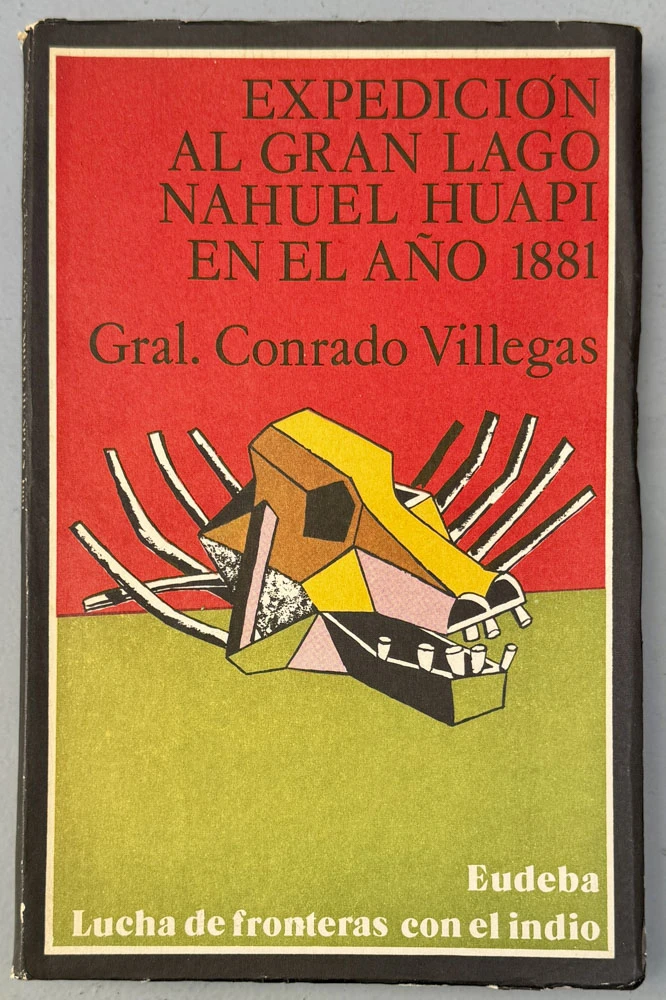 EXPEDICIÓN
AL GRAN LAGO
NAHUEL HUAPI
EN EL AÑO 1881
Gral. Conrado Villegas
Eudeba
Lucha de fronteras con el indio